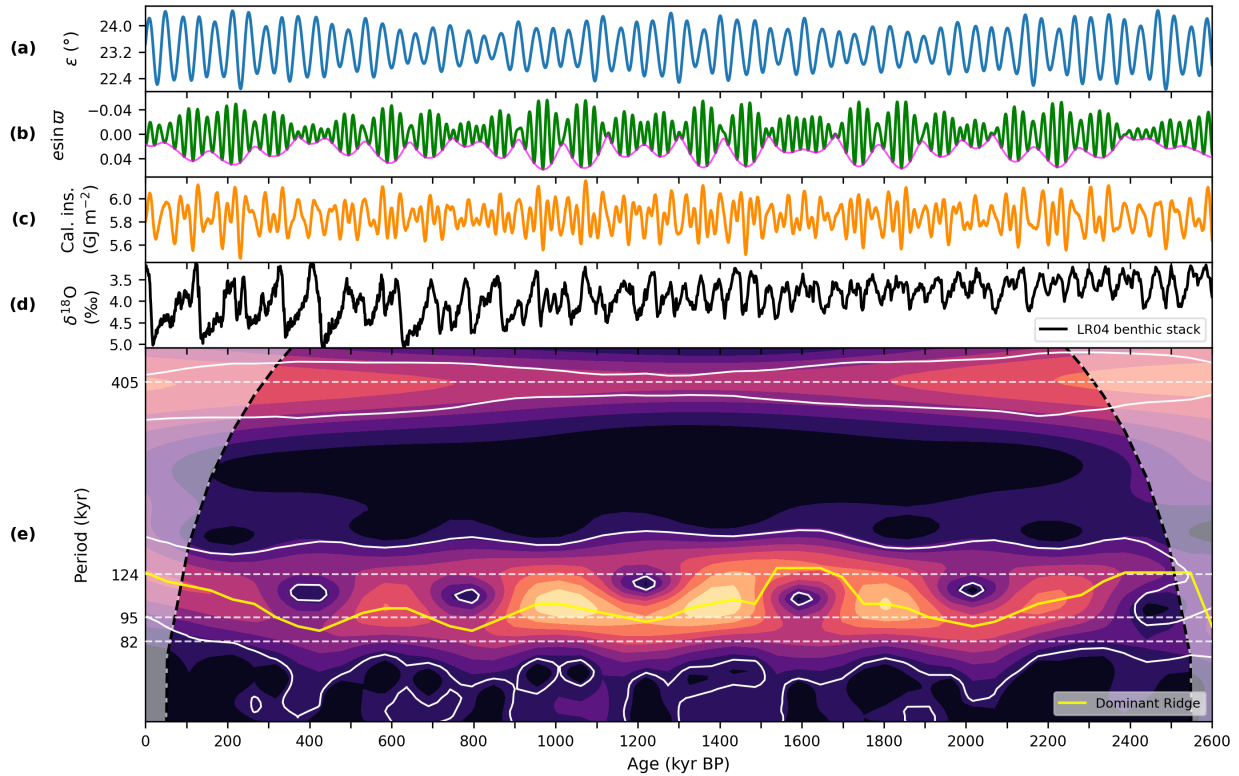 (a)
ε (°)
24.0
23.2
22.4
(b)
esinϖ
−0.04
0.00
0.04
(c)
Cal. ins.
(GJ m⁻²)
6.0
5.8
5.6
(d)
δ¹⁸O
(‰)
3.5
4.0
4.5
5.0
LR04 benthic stack
(e)
Period (kyr)
405
124
95
82
Dominant Ridge
0 200 400 600 800 1000 1200 1400 1600 1800 2000 2200 2400 2600
Age (kyr BP)